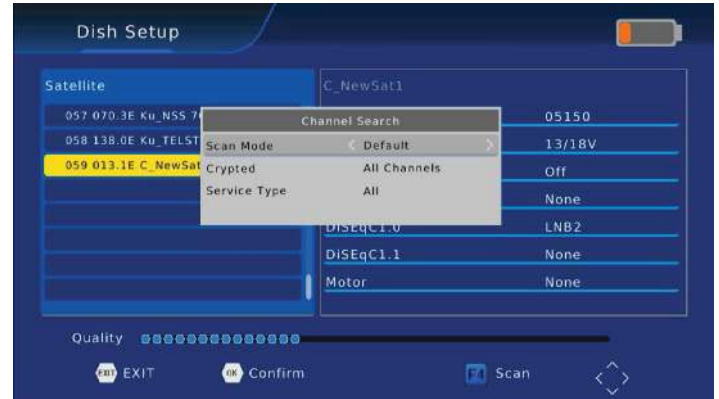 Dish Setup
Satellite
C_NewSat1
057 070.3E Ku_NSS 7
05150
Channel Search
058 138.0E Ku_TELST
13/18V
Scan Mode
Default
059 013.1E C_NewSat
Crypted
All Channels
Off
Service Type
All
None
DiSEqC1.0
LNB2
DiSEqC1.1
None
Motor
None
Quality
EXIT EXIT
OK Confirm
F4 Scan